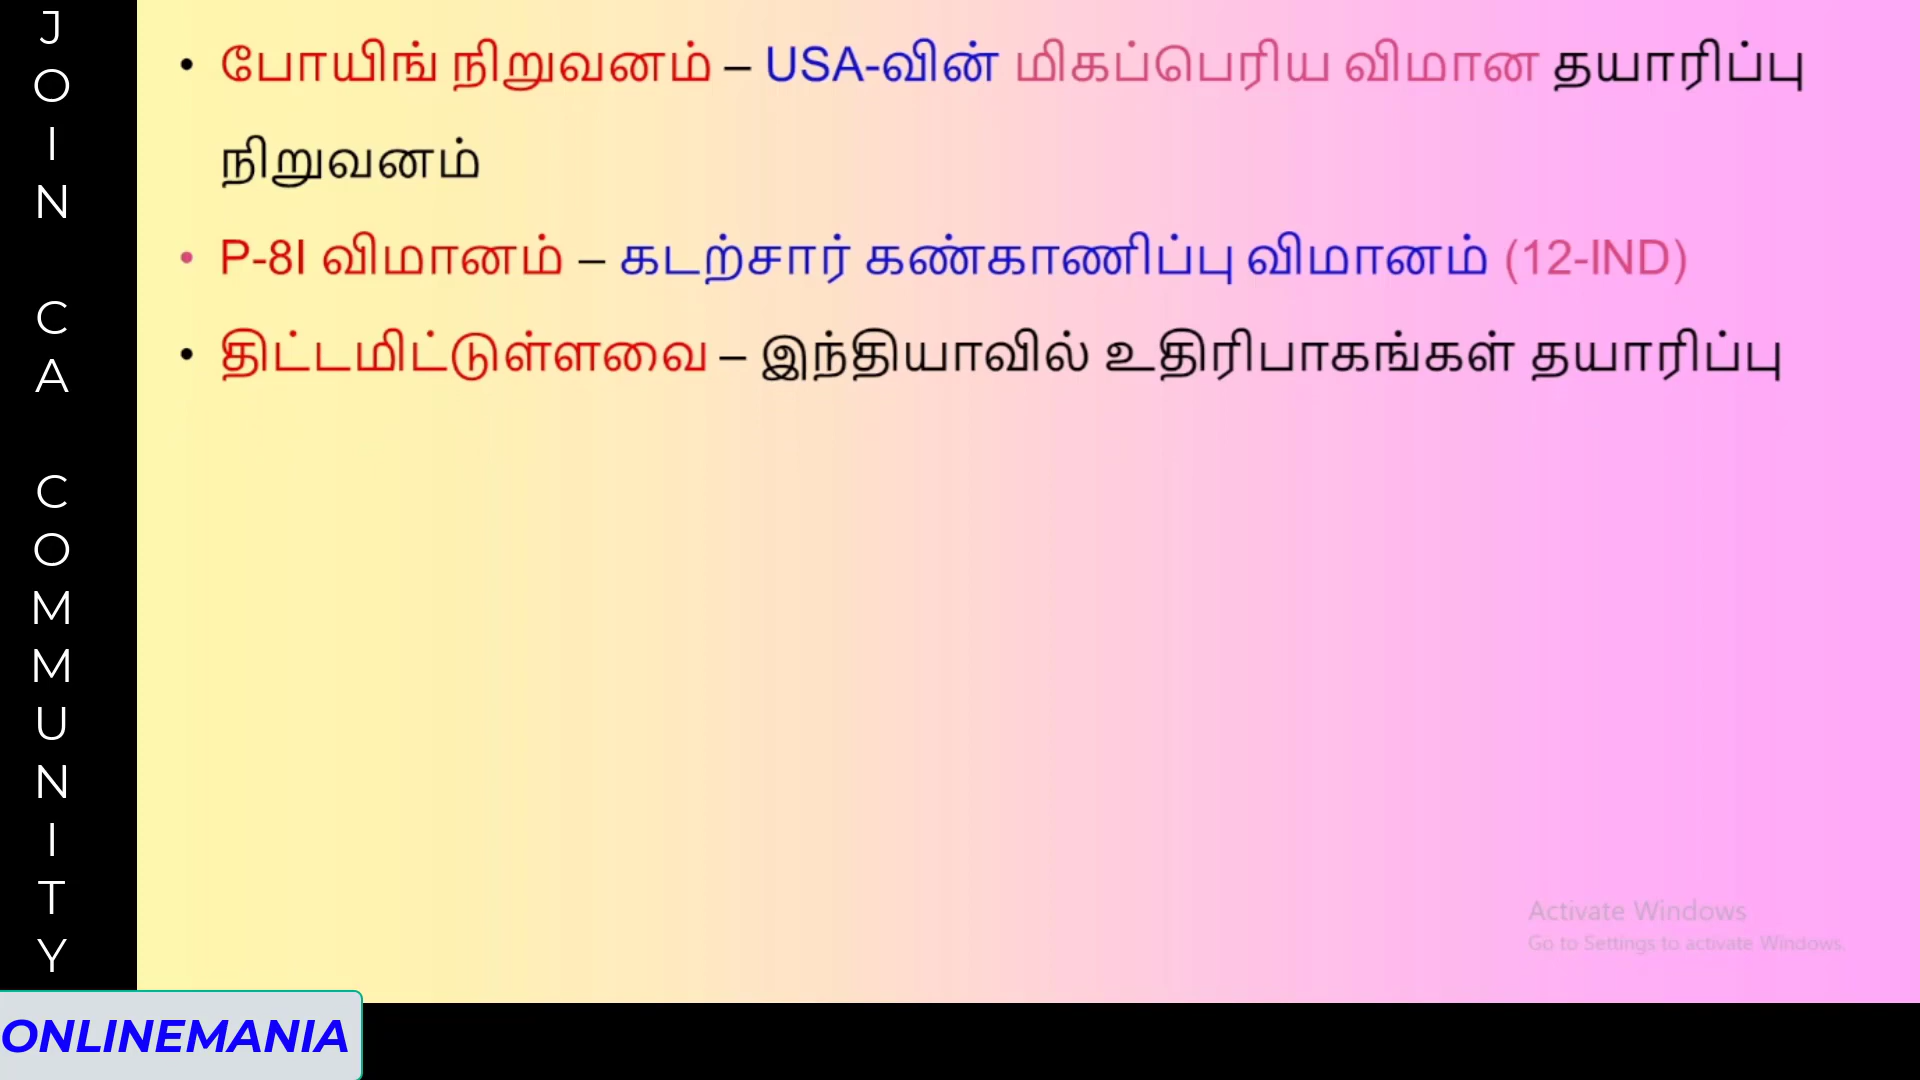 JOIN CA COMMUNITY
• போயிங் நிறுவனம் – USA-வின் மிகப்பெரிய விமான தயாரிப்பு
நிறுவனம்
• P-8I விமானம் – கடற்சார் கண்காணிப்பு விமானம் (12-IND)
• திட்டமிட்டுள்ளவை – இந்தியாவில் உதிரிபாகங்கள் தயாரிப்பு
Activate Windows
Go to Settings to activate Windows.
ONLINEMANIA